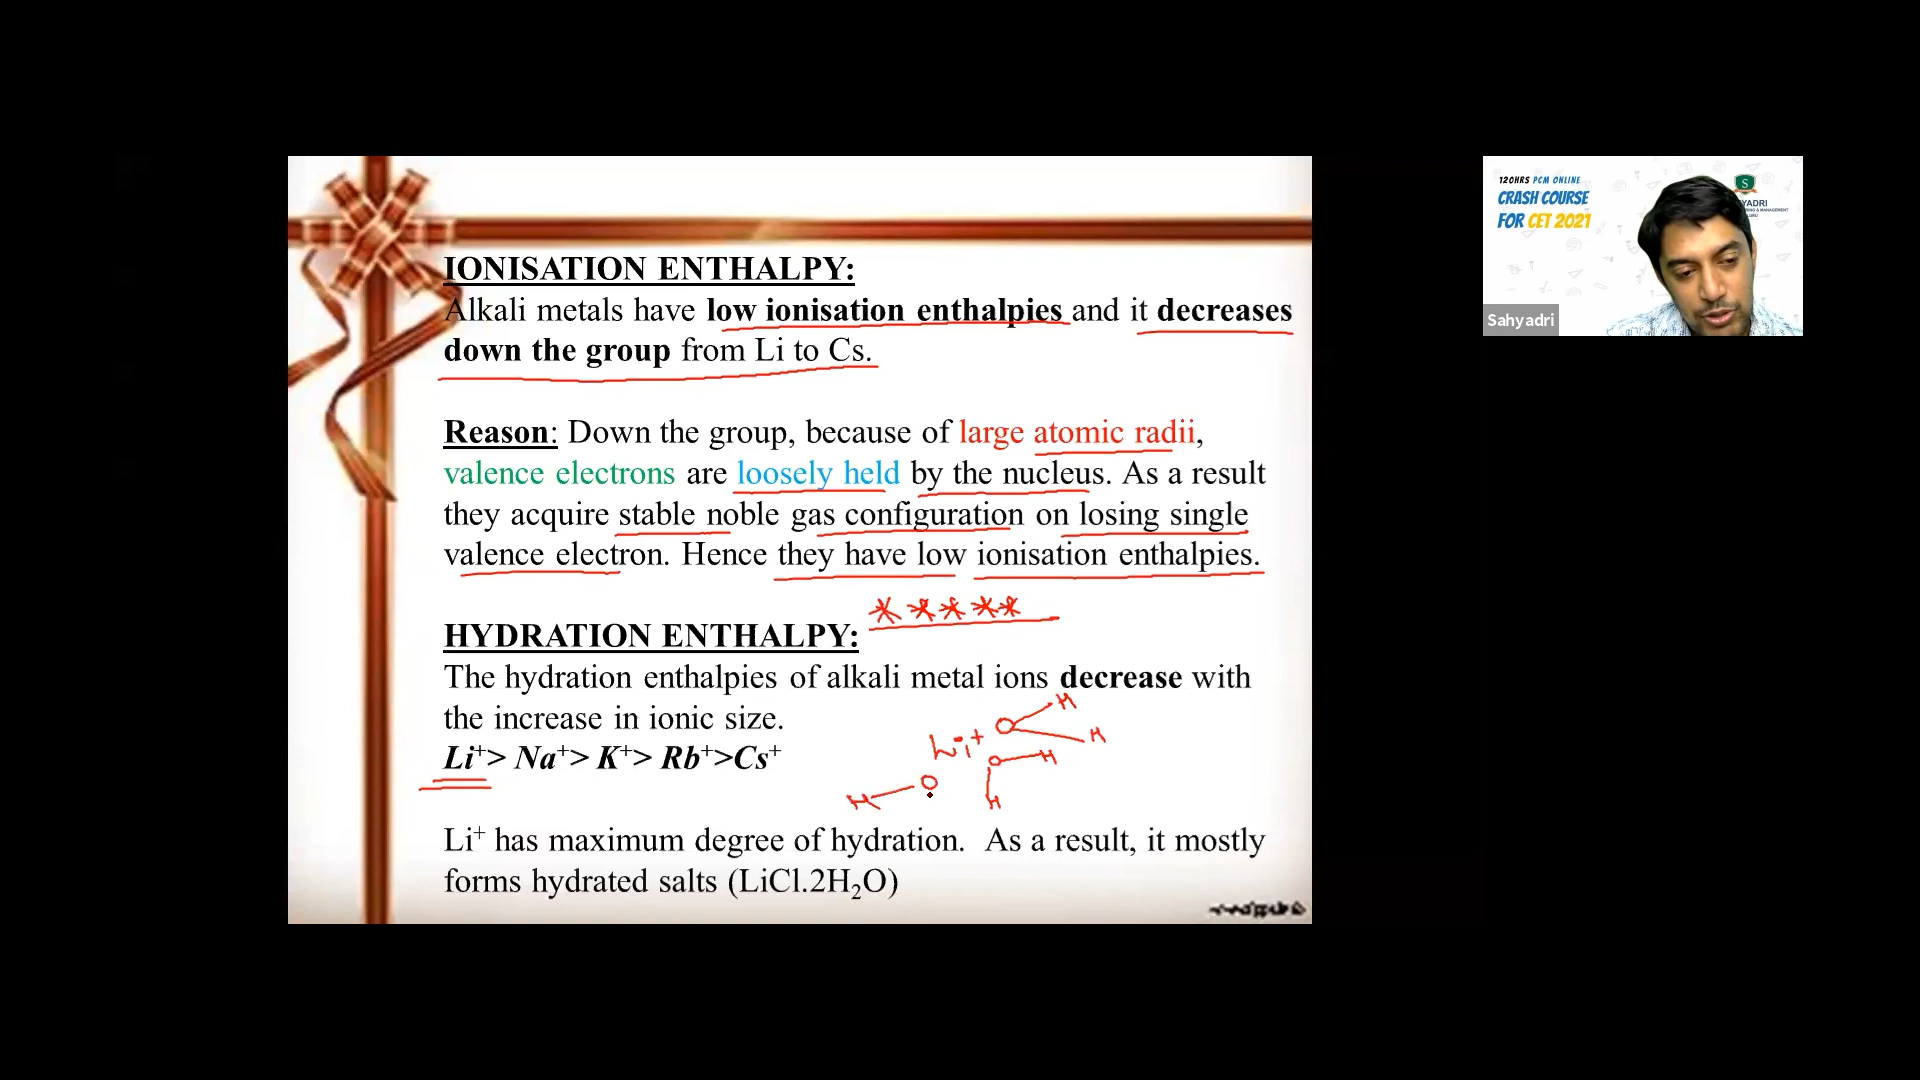 IONISATION ENTHALPY:
Alkali metals have low ionisation enthalpies and it decreases
down the group from Li to Cs.
Reason: Down the group, because of large atomic radii,
valence electrons are loosely held by the nucleus. As a result
they acquire stable noble gas configuration on losing single
valence electron. Hence they have low ionisation enthalpies.
*****
HYDRATION ENTHALPY:
The hydration enthalpies of alkali metal ions decrease with
the increase in ionic size.
Li⁺> Na⁺> K⁺> Rb⁺>Cs⁺
Li⁺ O H
H
O H
H
H O
Li⁺ has maximum degree of hydration. As a result, it mostly
forms hydrated salts (LiCl.2H₂O)
120HRS PCM ONLINE
CRASH COURSE
FOR CET 2021
S
Sahyadri